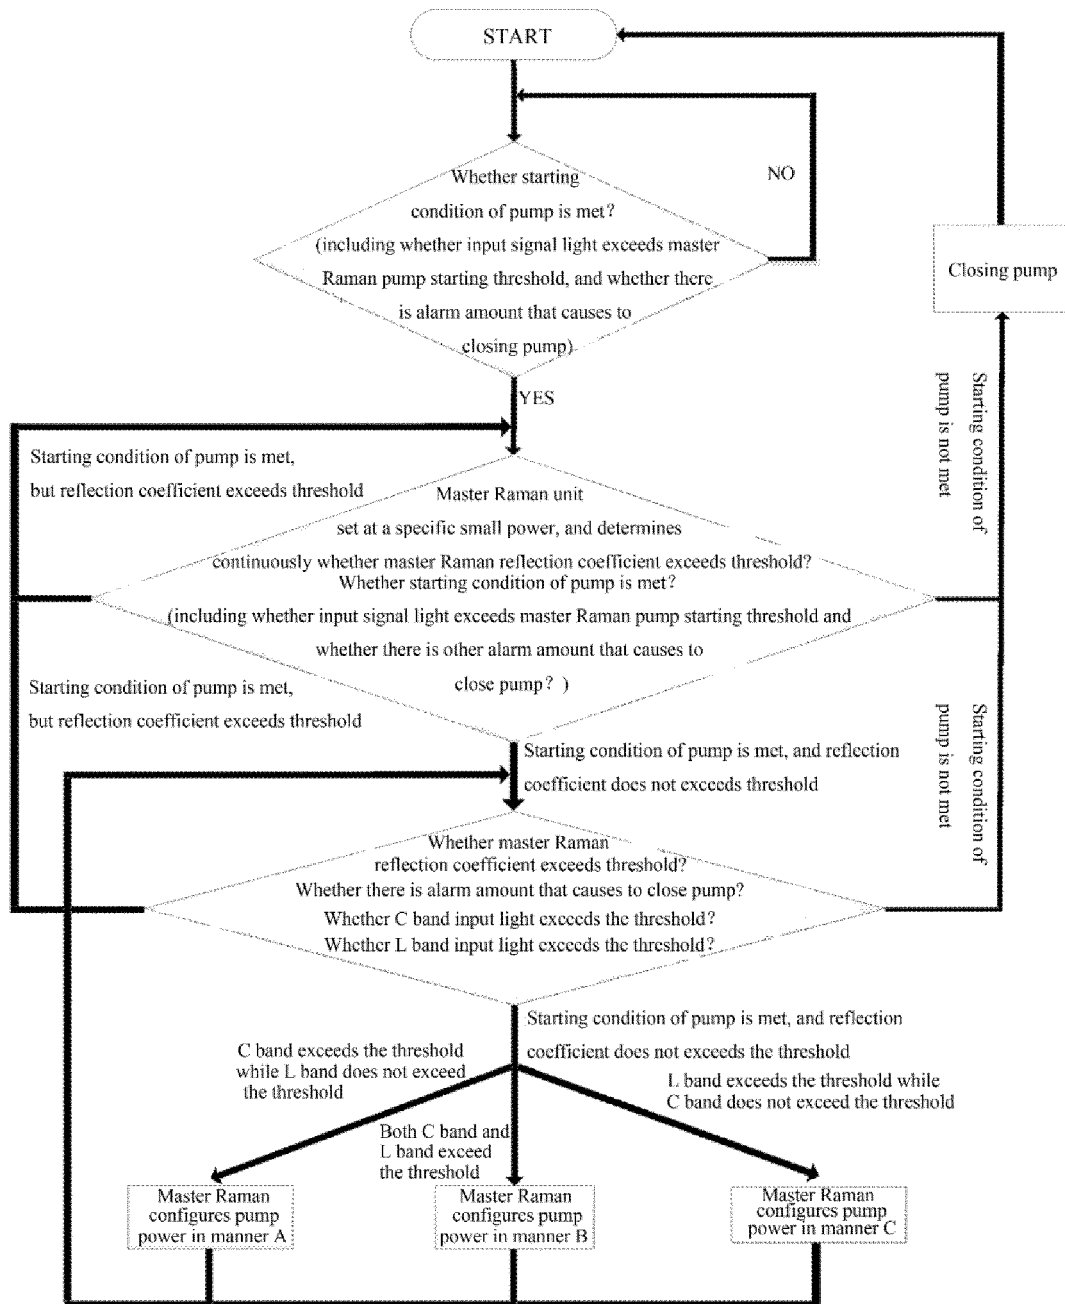 START
NO
Whether starting
condition of pump is met?
(including whether input signal light exceeds master
Raman pump starting threshold, and whether there
is alarm amount that causes to
closing pump)
Closing pump
YES
Starting condition of
pump is not met
Starting condition of pump is met,
but reflection coefficient exceeds threshold
Master Raman unit
set at a specific small power, and determines
continuously whether master Raman reflection coefficient exceeds threshold?
Whether starting condition of pump is met?
(including whether input signal light exceeds master Raman pump starting threshold and
whether there is other alarm amount that causes to
close pump? )
Starting condition of pump is met,
but reflection coefficient exceeds threshold
Starting condition of
pump is not met
Starting condition of pump is met, and reflection
coefficient does not exceeds threshold
Whether master Raman
reflection coefficient exceeds threshold?
Whether there is alarm amount that causes to close pump?
Whether C band input light exceeds the threshold?
Whether L band input light exceeds the threshold?
Starting condition of pump is met, and reflection
coefficient does not exceeds the threshold
C band exceeds the threshold
while L band does not exceed
the threshold
Both C band and
L band exceed
the threshold
L band exceeds the threshold while
C band does not exceed the threshold
Master Raman
configures pump
power in manner A
Master Raman
configures pump
power in manner B
Master Raman
configures pump
power in manner C